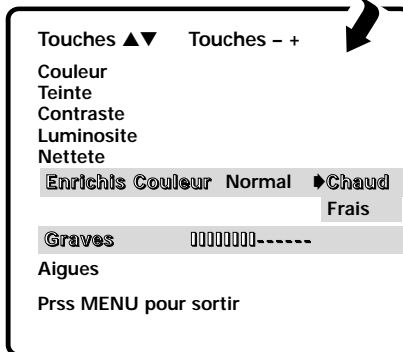 Touches ▲▼ Touches – +
Couleur
Teinte
Contraste
Luminosite
Nettete
Enrichis Couleur Normal Chaud
Frais
Graves
Aigues
Prss MENU pour sortir